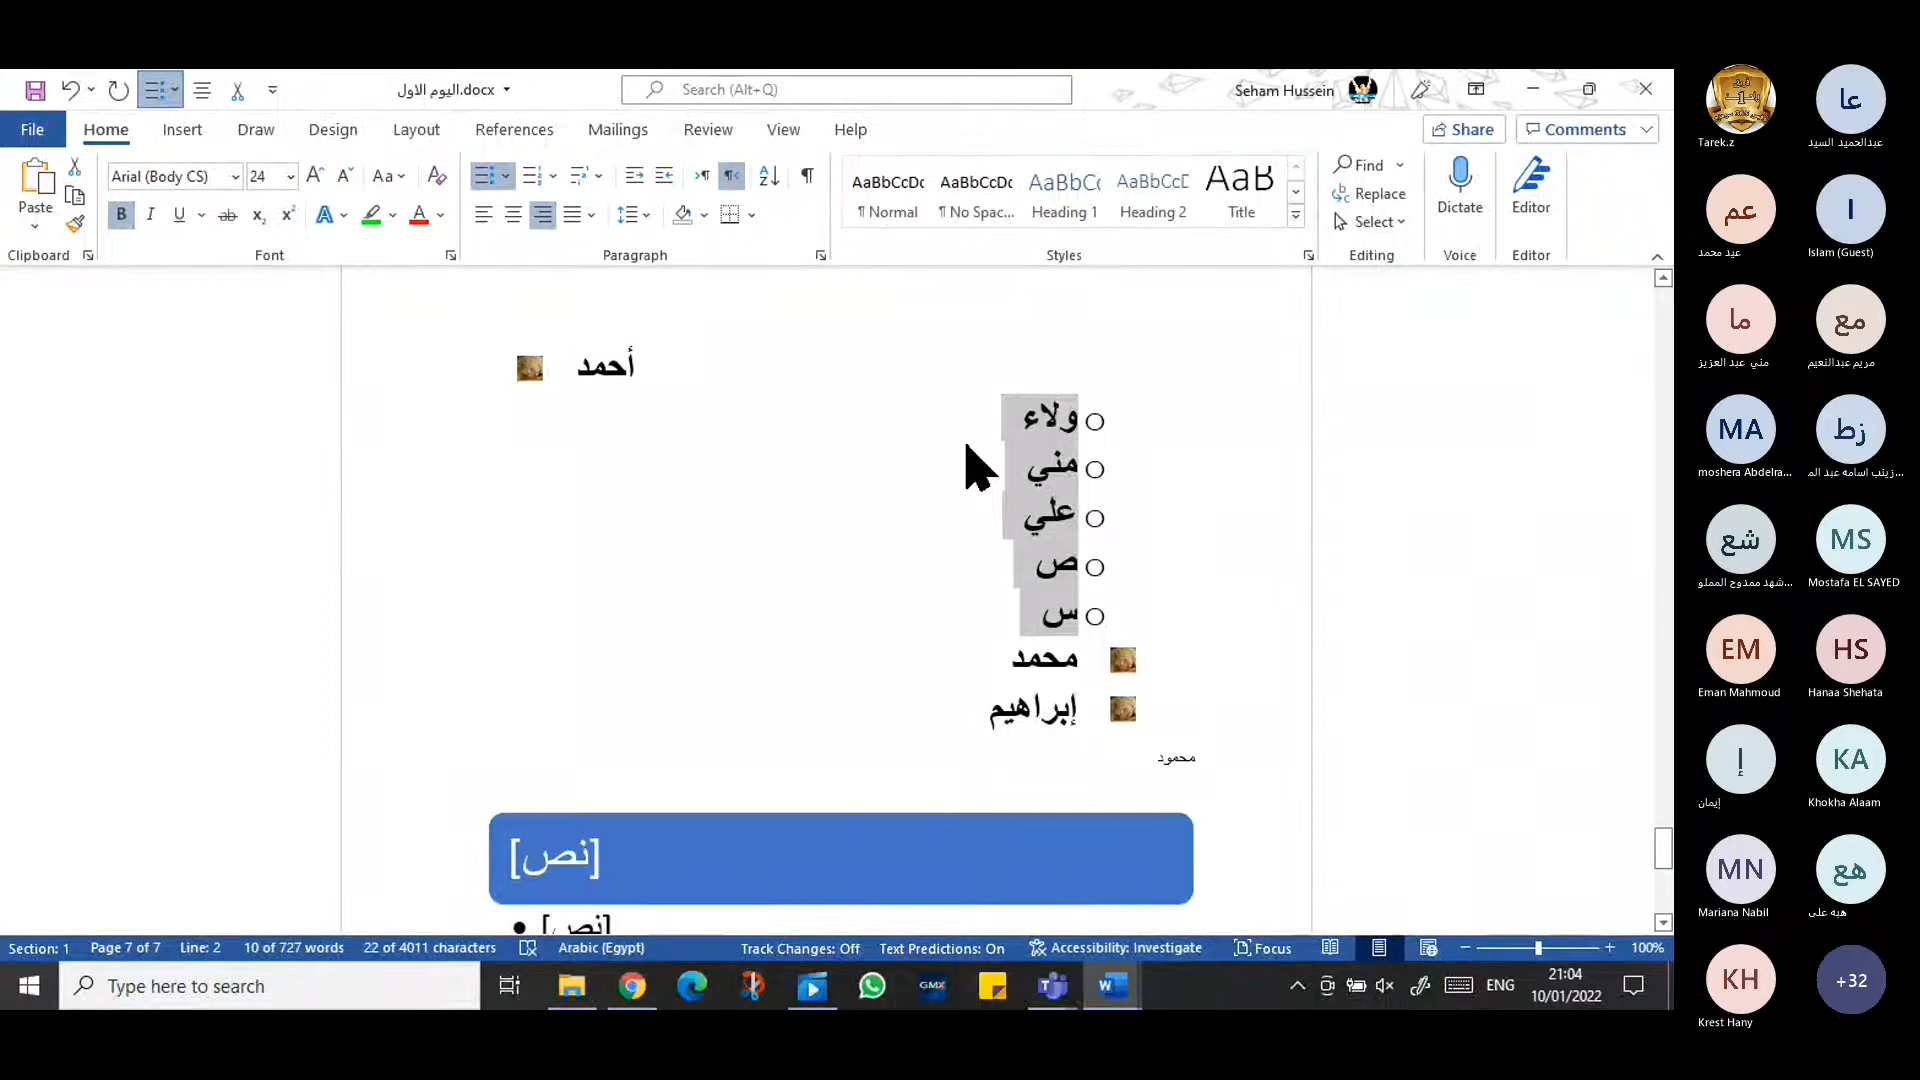 اليوم الاول.docx
Search (Alt+Q)
Seham Hussein
File Home Insert Draw Design Layout References Mailings Review View Help
Share
Comments
Paste
Arial (Body CS) 24
AaBbCcDc AaBbCcDc AaBbCc AaBbCcD AaB
¶ Normal ¶ No Spac... Heading 1 Heading 2 Title
Find
Replace
Select
Dictate
Editor
Clipboard Font Paragraph Styles Editing Voice Editor
أحمد
ولاء
مني
علي
ص
س
محمد
إبراهيم
محمود
[نص]
[نص]
Section: 1 Page 7 of 7 Line: 2 10 of 727 words 22 of 4011 characters Arabic (Egypt) Track Changes: Off Text Predictions: On Accessibility: Investigate Focus 100%
Type here to search
GMX
ENG
21:04
10/01/2022
Tarek.z
عا
عبدالحميد السيد
عم
عيد محمد
I
Islam (Guest)
ما
مني عبد العزيز
مع
مريم عبدالنعيم
MA
moshera Abdelra...
زط
زينب اسامه عبد الم...
شع
شهد ممدوح المملو...
MS
Mostafa EL SAYED
EM
Eman Mahmoud
HS
Hanaa Shehata
إ
إيمان
KA
Khokha Alaam
MN
Mariana Nabil
هع
هبه على
KH
Krest Hany
+32